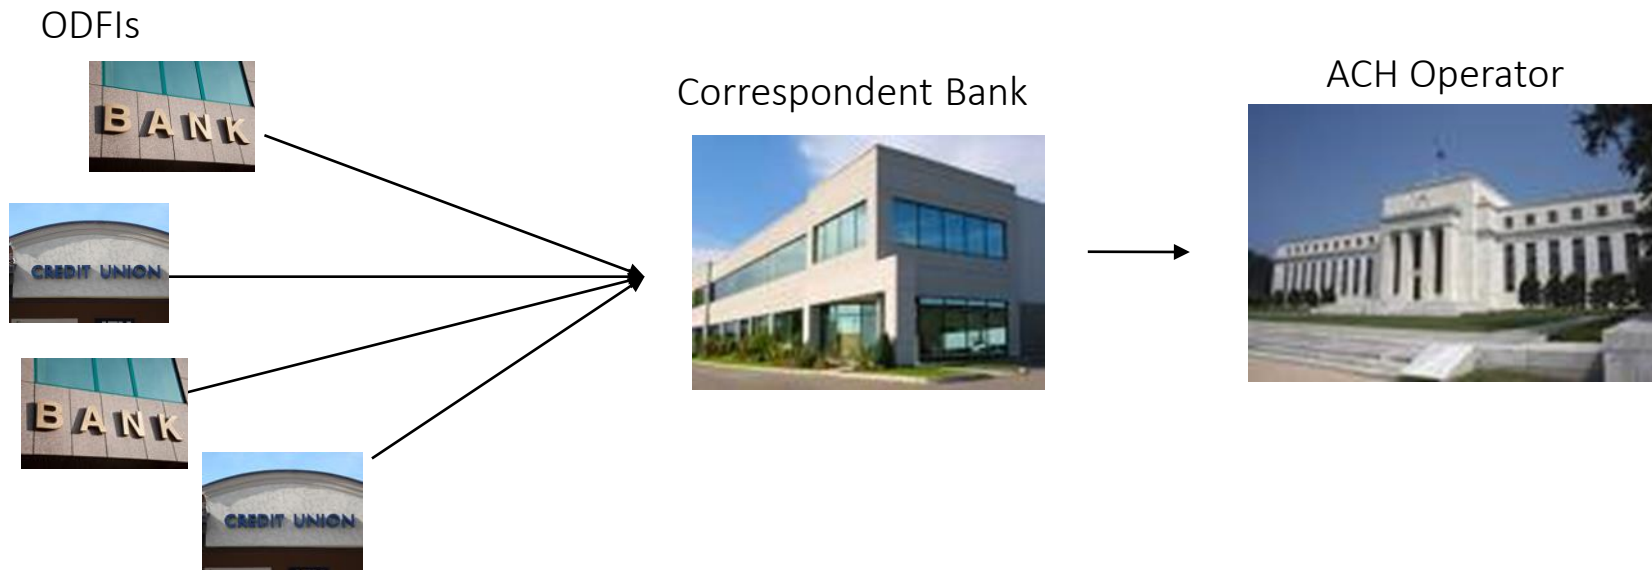 ODFIs
BANK
CREDIT UNION
BANK
CREDIT UNION
Correspondent Bank
ACH Operator